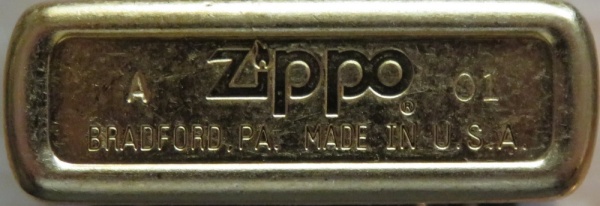 A Zippo® 01
BRADFORD, PA. MADE IN U.S.A.